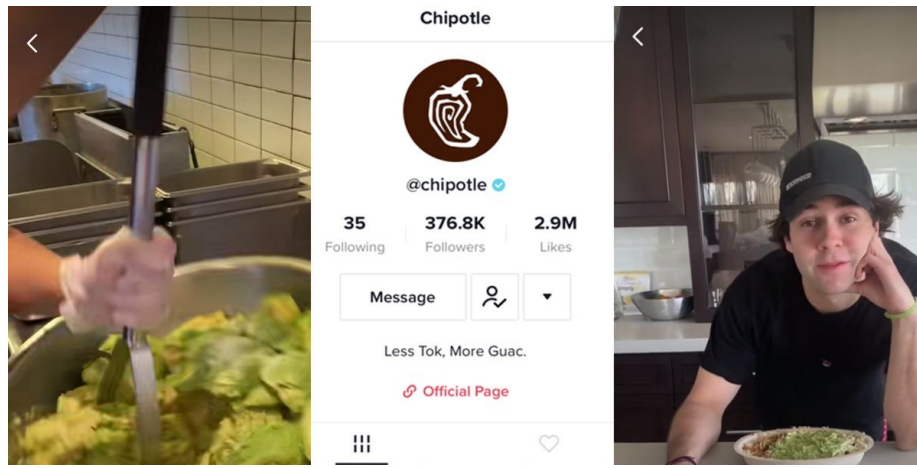 Chipotle
@chipotle
35 376.8K 2.9M
Following Followers Likes
Message
Less Tok, More Guac.
Official Page